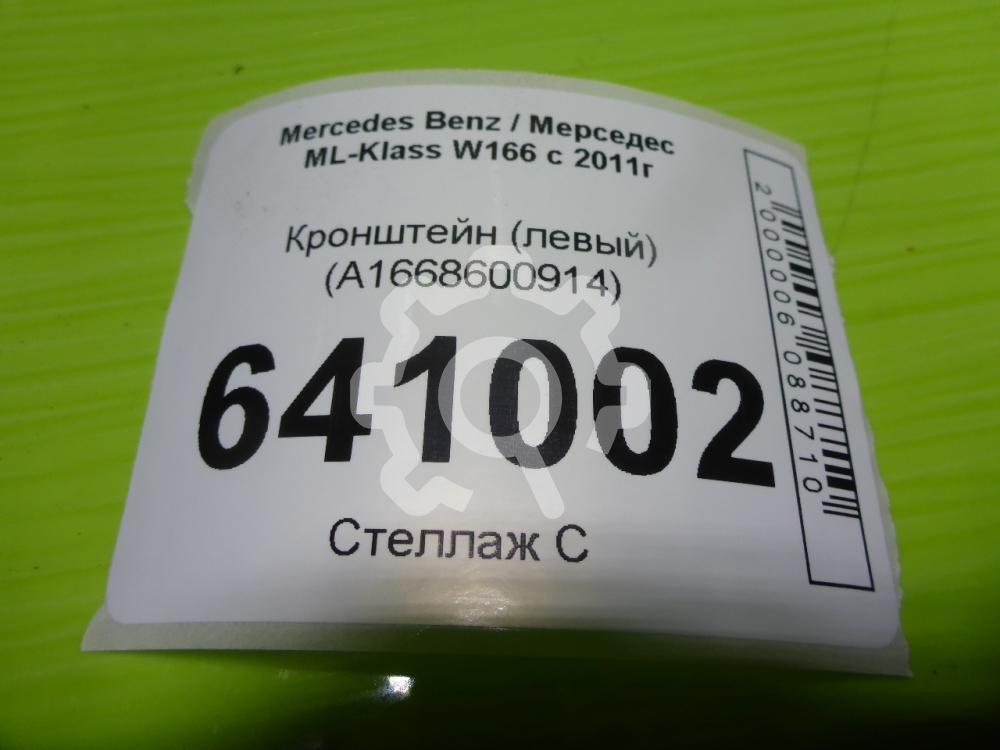 Mercedes Benz / Мерседес
ML-Klass W166 с 2011г
Кронштейн (левый)
(A1668600914)
641002
Стеллаж С
2000006088710